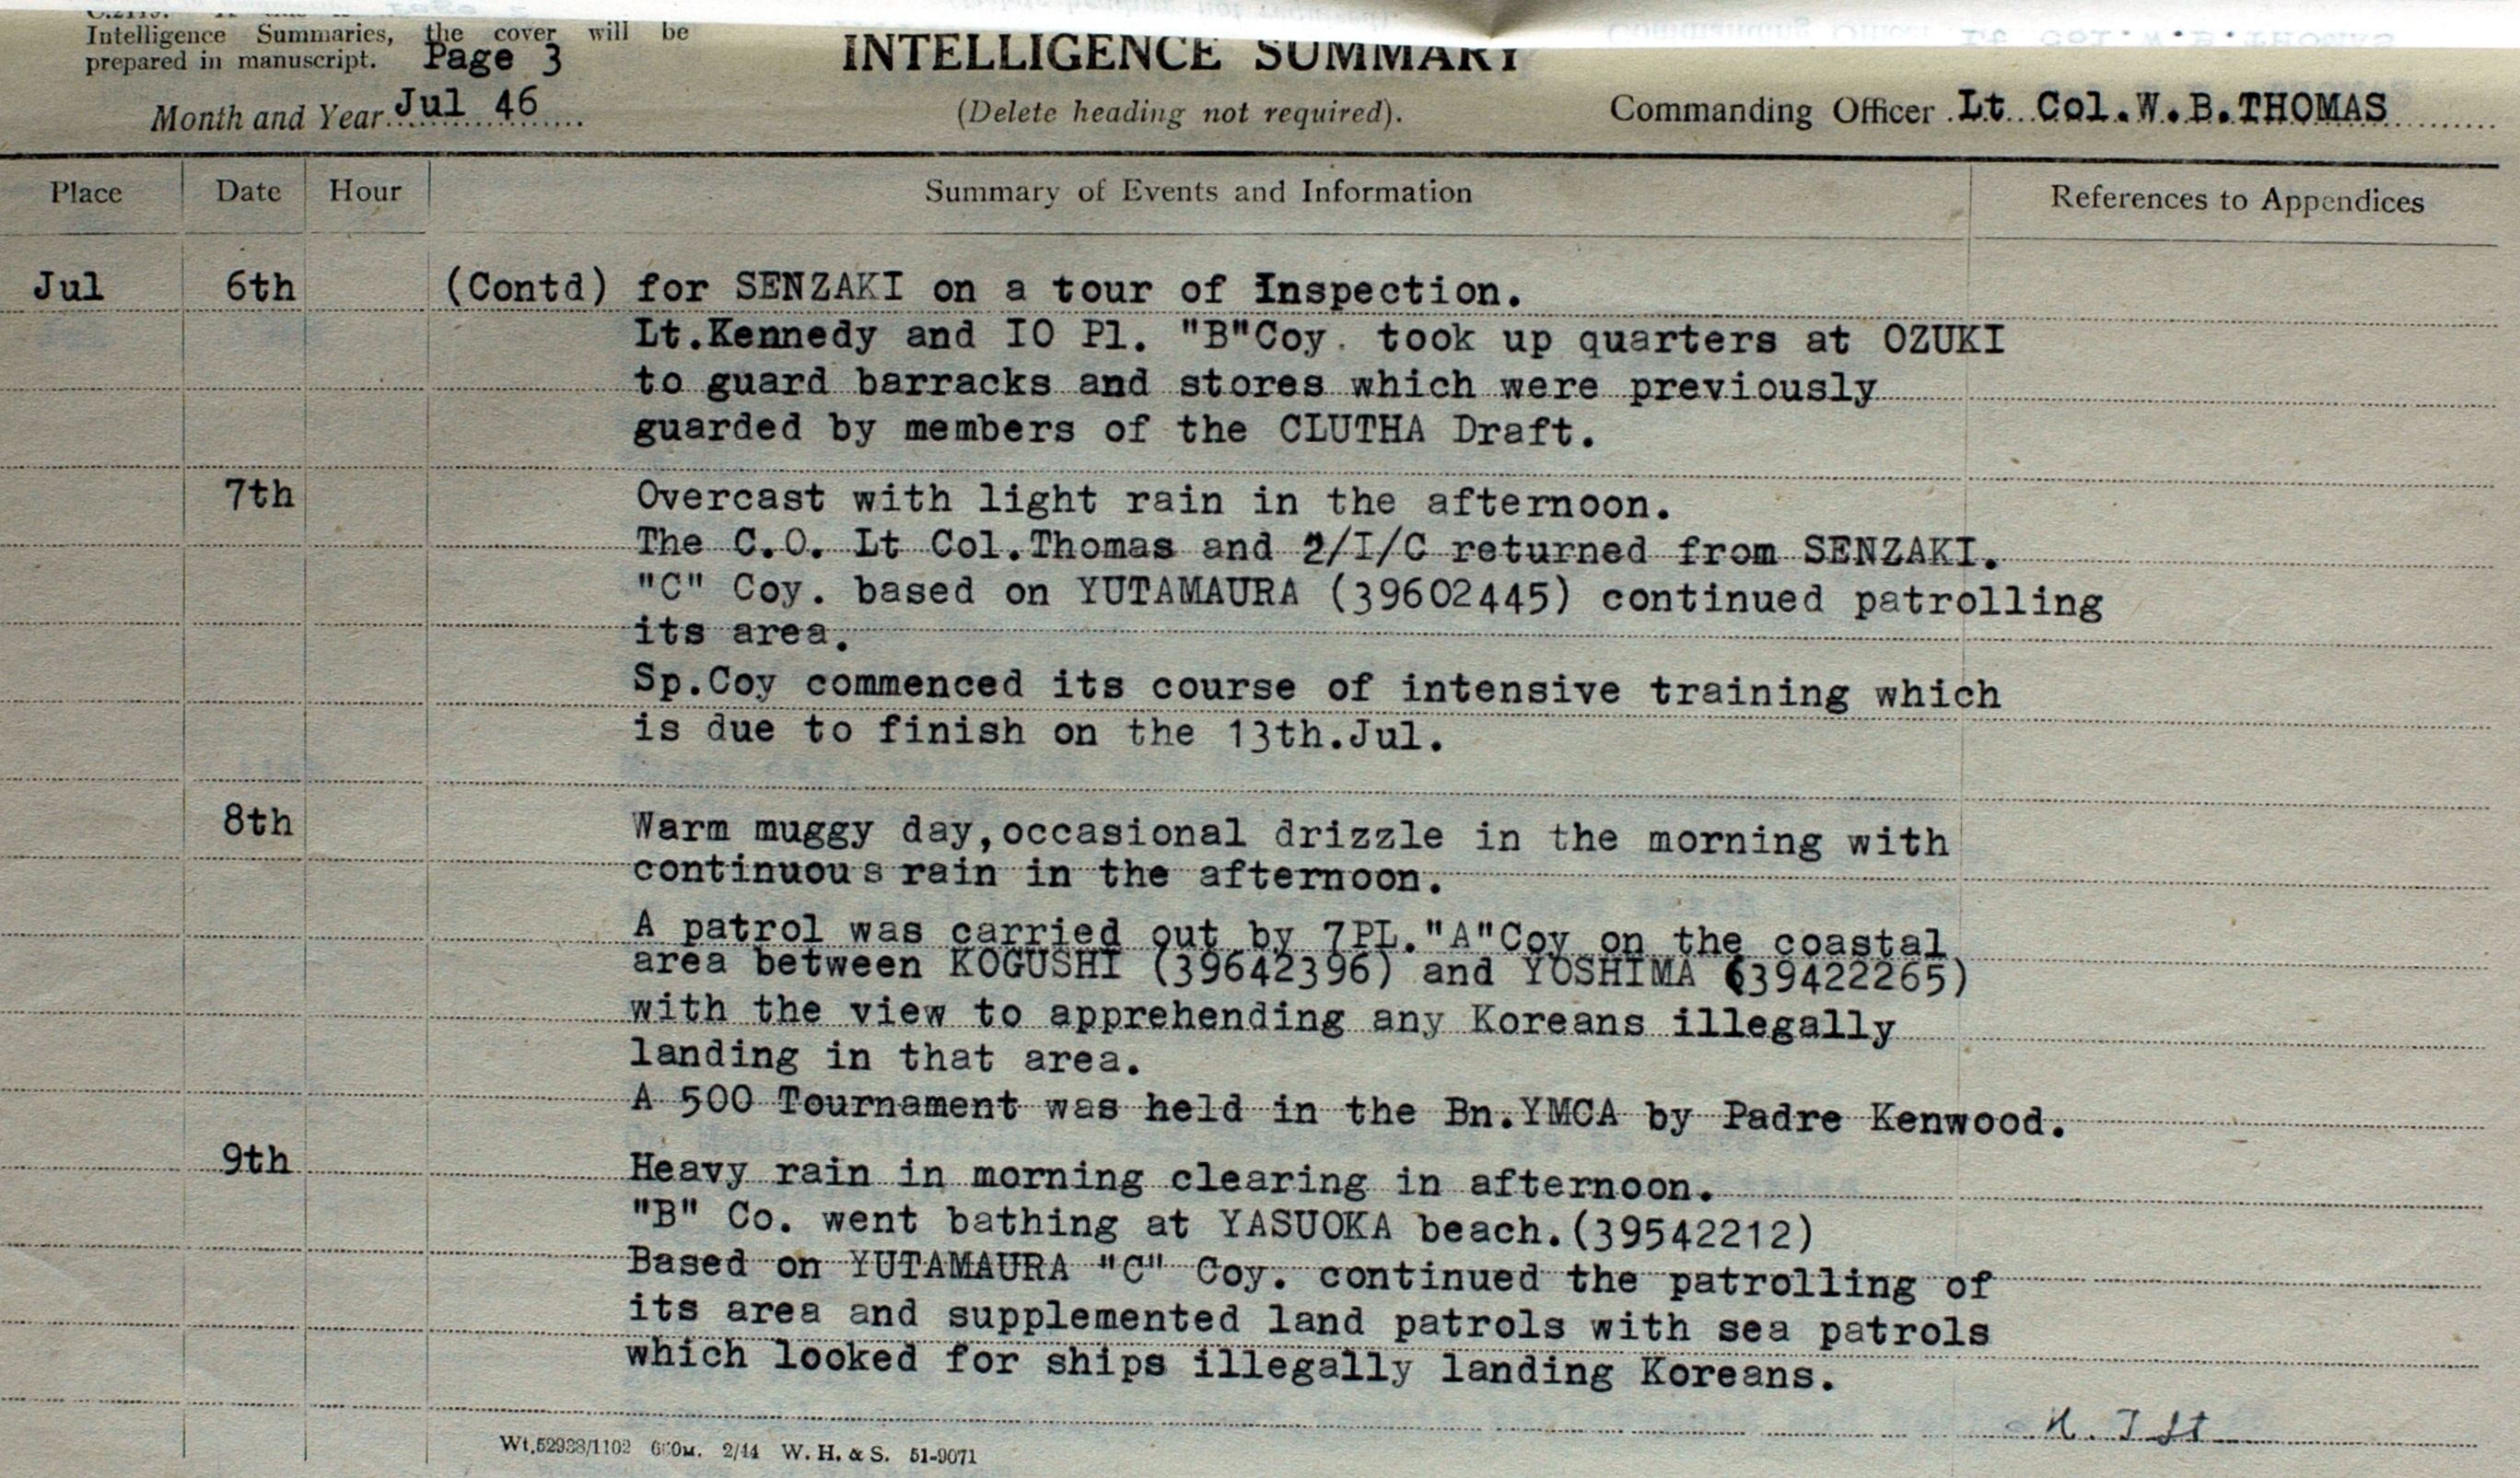 Intelligence Summaries, the cover will be
prepared in manuscript. Page 3
INTELLIGENCE SUMMARY
Month and Year Jul 46
(Delete heading not required).
Commanding Officer Lt Col.W.B.THOMAS
Place Date Hour Summary of Events and Information References to Appendices
Jul 6th (Contd) for SENZAKI on a tour of Inspection.
Lt.Kennedy and IO Pl. "B"Coy. took up quarters at OZUKI
to guard barracks and stores which were previously
guarded by members of the CLUTHA Draft.
7th Overcast with light rain in the afternoon.
The C.O. Lt Col.Thomas and 2/I/C returned from SENZAKI.
"C" Coy. based on YUTAMAURA (39602445) continued patrolling
its area.
Sp.Coy commenced its course of intensive training which
is due to finish on the 13th.Jul.
8th Warm muggy day,occasional drizzle in the morning with
continuous rain in the afternoon.
A patrol was carried out by 7PL."A"Coy on the coastal
area between KOGUSHI (39642396) and YOSHIMA (39422265)
with the view to apprehending any Koreans illegally
landing in that area.
A 500 Tournament was held in the Bn.YMCA by Padre Kenwood.
9th Heavy rain in morning clearing in afternoon.
"B" Co. went bathing at YASUOKA beach.(39542212)
Based on YUTAMAURA "C" Coy. continued the patrolling of
its area and supplemented land patrols with sea patrols
which looked for ships illegally landing Koreans.
Wt.52938/1102 2/44 W. H. & S. 51-9071